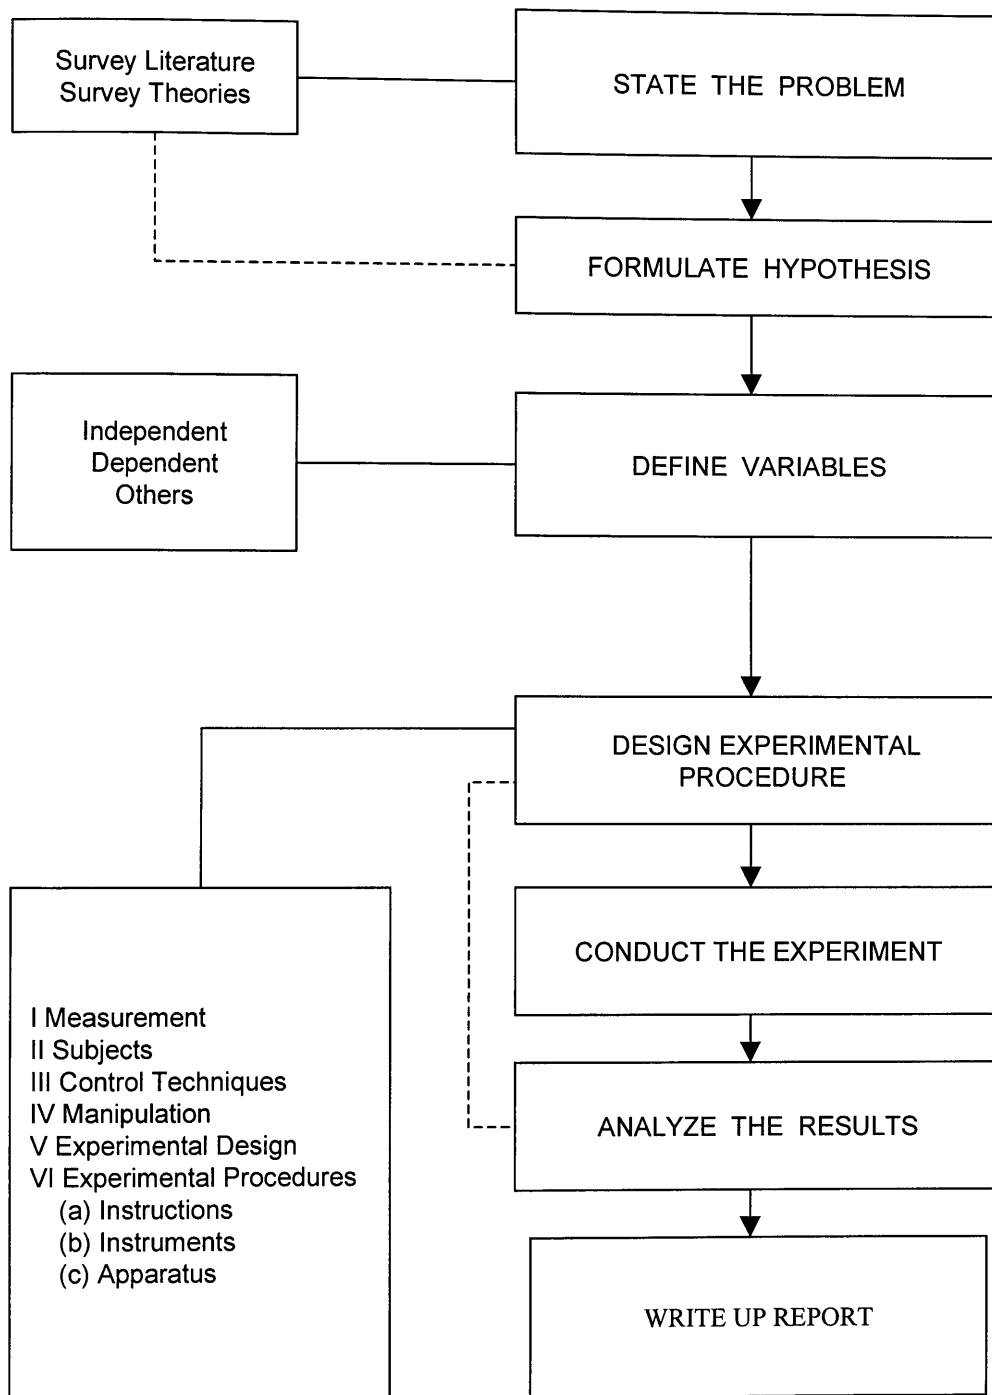 Survey Literature
Survey Theories
STATE THE PROBLEM
FORMULATE HYPOTHESIS
Independent
Dependent
Others
DEFINE VARIABLES
DESIGN EXPERIMENTAL
PROCEDURE
CONDUCT THE EXPERIMENT
I Measurement
II Subjects
III Control Techniques
IV Manipulation
V Experimental Design
VI Experimental Procedures
(a) Instructions
(b) Instruments
(c) Apparatus
ANALYZE THE RESULTS
WRITE UP REPORT